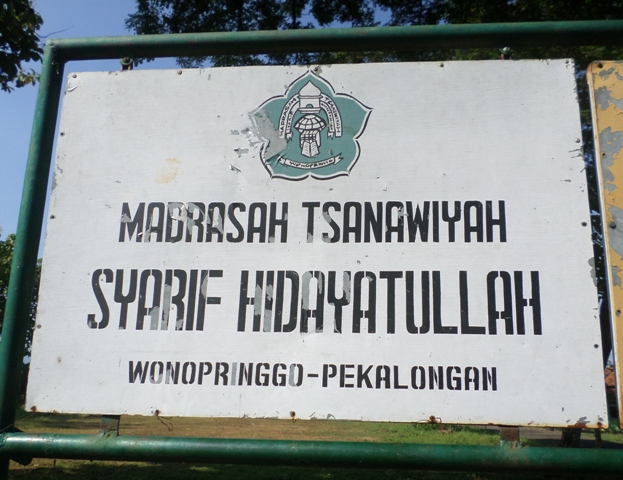 MADRASAH TSANAWIYAH
SYARIF HIDAYATULLAH
WONOPRINGGO-PEKALONGAN